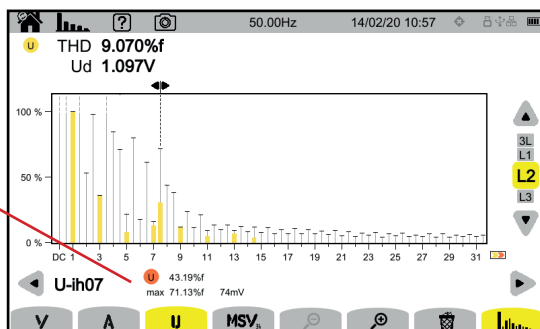 ? 50.00Hz 14/02/20 10:57
U THD 9.070%f
Ud 1.097V
100 %
50 %
0 %
DC 1 3 5 7 9 11 13 15 17 19 21 23 25 27 29 31
3L
L1
L2
L3
U-ih07
U 43.19%f
max 71.13%f 74mV
V A U MSV